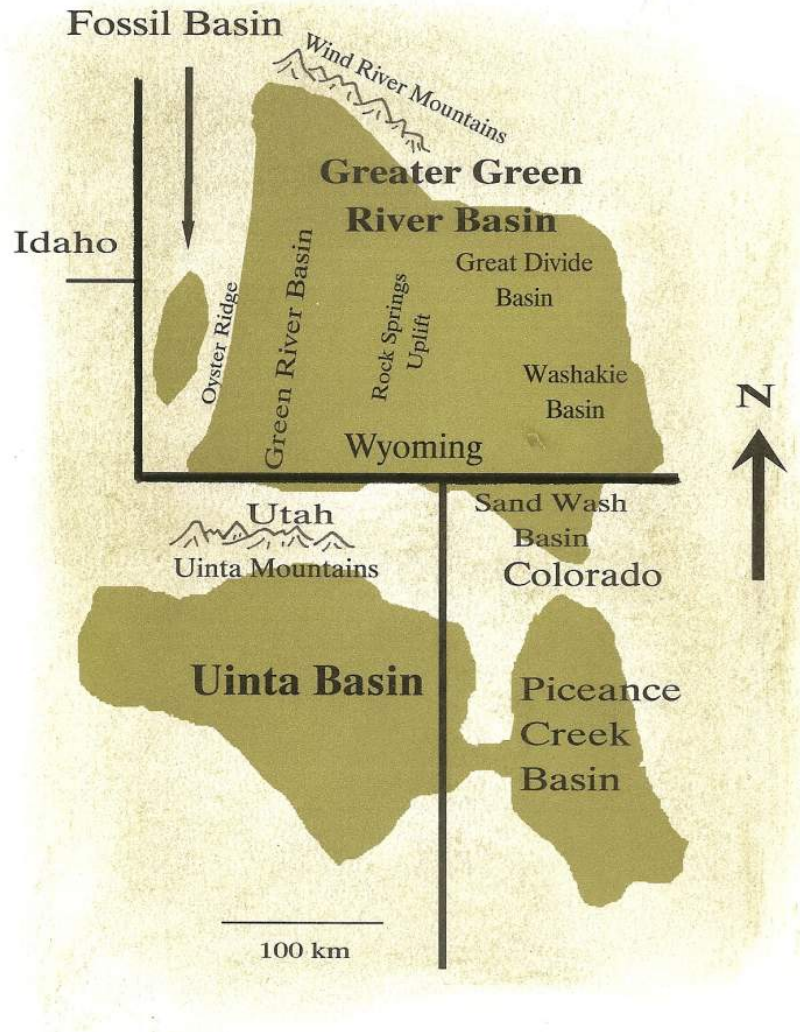 Fossil Basin
Wind River Mountains
Greater Green
River Basin
Idaho
Great Divide
Basin
Oyster Ridge
Green River Basin
Rock Springs
Uplift
Washakie
Basin
N
Wyoming
Sand Wash
Basin
Utah
Uinta Mountains
Colorado
Uinta Basin
Piceance
Creek
Basin
100 km